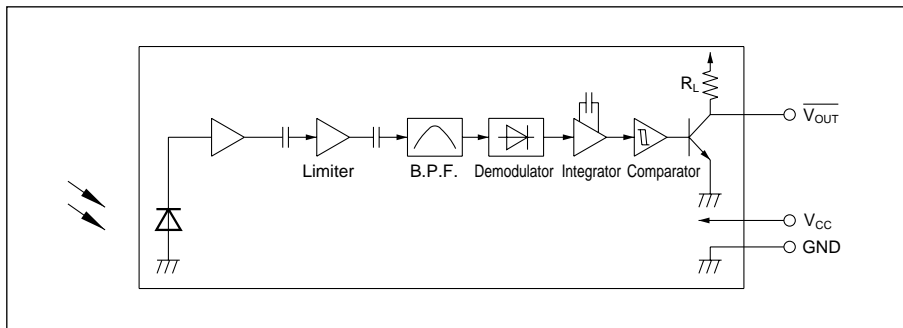 R_L
V_OUT
Limiter
B.P.F.
Demodulator
Integrator
Comparator
V_CC
GND